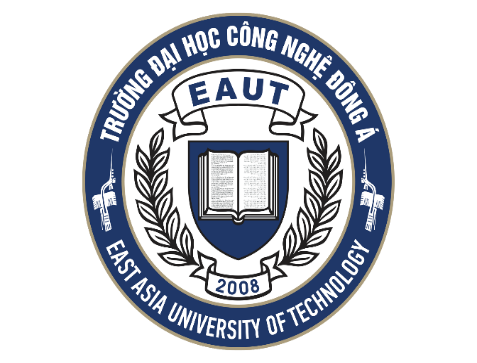 TRƯỜNG ĐẠI HỌC CÔNG NGHỆ ĐÔNG Á
EAUT
2008
EAST ASIA UNIVERSITY OF TECHNOLOGY